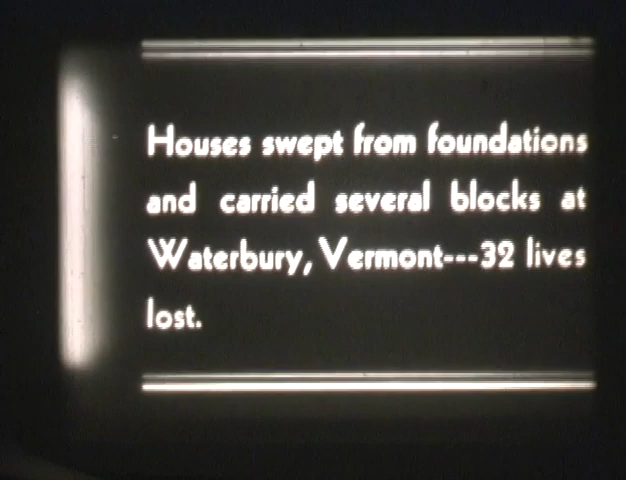 Houses swept from foundations
and carried several blocks at
Waterbury, Vermont---32 lives
lost.